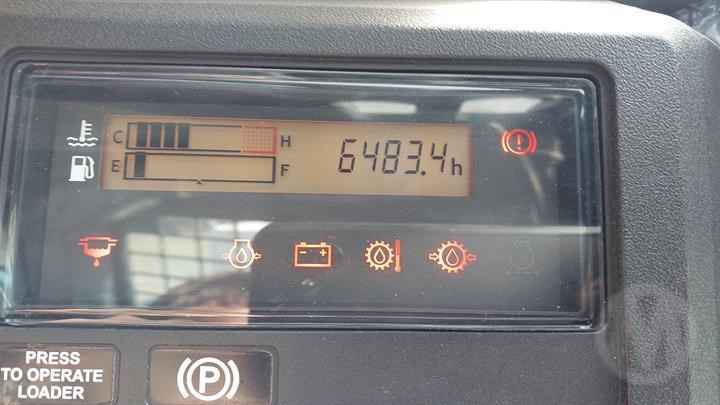 C H
6483.4h
E F
PRESS
TO OPERATE
LOADER
P